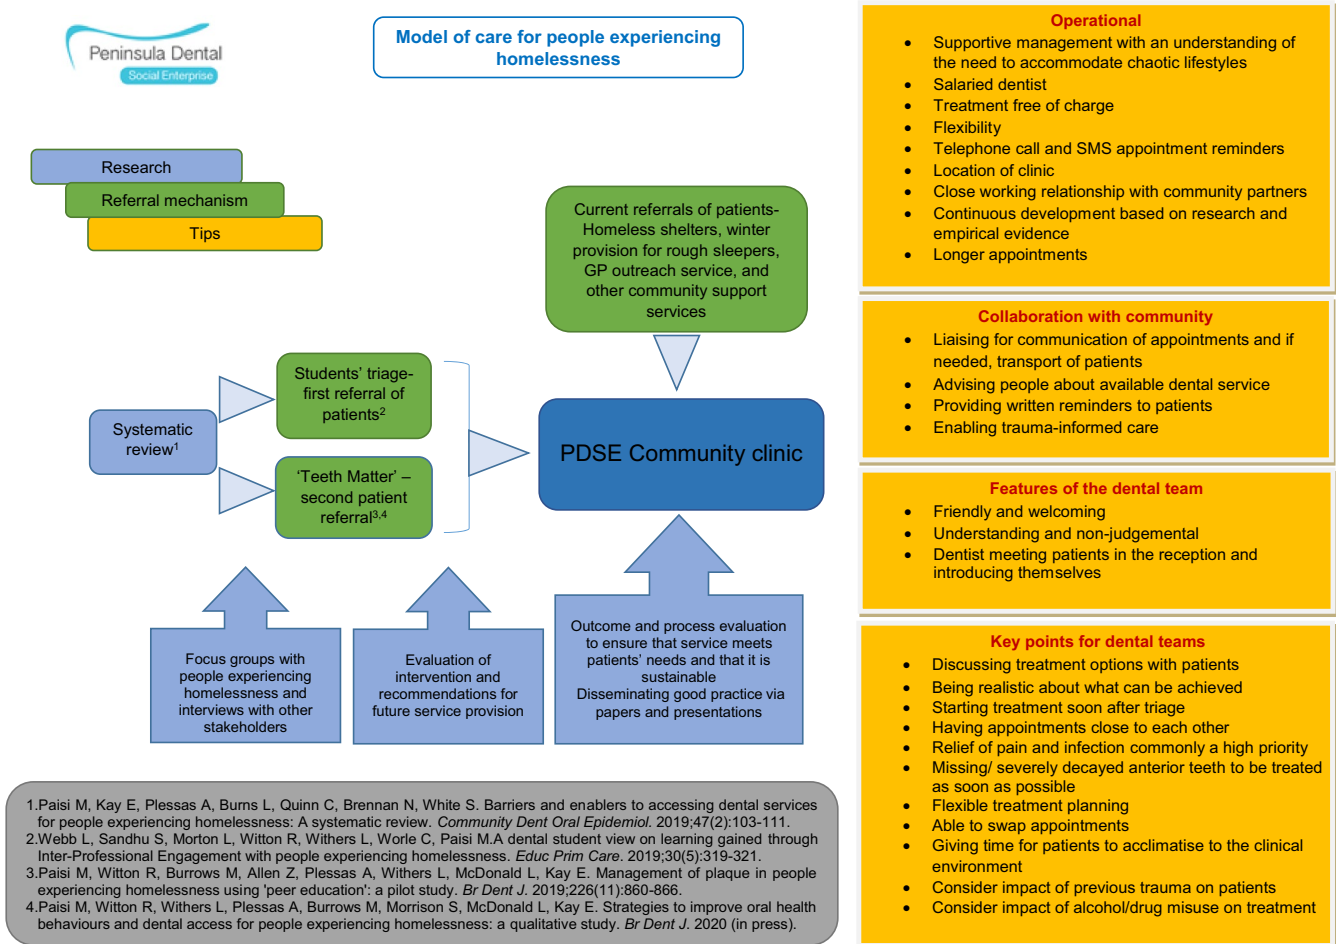 Peninsula Dental
Social Enterprise
Model of care for people experiencing
homelessness
Research
Referral mechanism
Tips
Current referrals of patients-
Homeless shelters, winter
provision for rough sleepers,
GP outreach service, and
other community support
services
Students' triage-
first referral of
patients2
Systematic
review1
'Teeth Matter' –
second patient
referral3,4
PDSE Community clinic
Focus groups with
people experiencing
homelessness and
interviews with other
stakeholders
Evaluation of
intervention and
recommendations for
future service provision
Outcome and process evaluation
to ensure that service meets
patients' needs and that it is
sustainable
Disseminating good practice via
papers and presentations
1.Paisi M, Kay E, Plessas A, Burns L, Quinn C, Brennan N, White S. Barriers and enablers to accessing dental services
for people experiencing homelessness: A systematic review. Community Dent Oral Epidemiol. 2019;47(2):103-111.
2.Webb L, Sandhu S, Morton L, Witton R, Withers L, Worle C, Paisi M.A dental student view on learning gained through
Inter-Professional Engagement with people experiencing homelessness. Educ Prim Care. 2019;30(5):319-321.
3.Paisi M, Witton R, Burrows M, Allen Z, Plessas A, Withers L, McDonald L, Kay E. Management of plaque in people
experiencing homelessness using 'peer education': a pilot study. Br Dent J. 2019;226(11):860-866.
4.Paisi M, Witton R, Withers L, Plessas A, Burrows M, Morrison S, McDonald L, Kay E. Strategies to improve oral health
behaviours and dental access for people experiencing homelessness: a qualitative study. Br Dent J. 2020 (in press).
Operational
• Supportive management with an understanding of
the need to accommodate chaotic lifestyles
• Salaried dentist
• Treatment free of charge
• Flexibility
• Telephone call and SMS appointment reminders
• Location of clinic
• Close working relationship with community partners
• Continuous development based on research and
empirical evidence
• Longer appointments
Collaboration with community
• Liaising for communication of appointments and if
needed, transport of patients
• Advising people about available dental service
• Providing written reminders to patients
• Enabling trauma-informed care
Features of the dental team
• Friendly and welcoming
• Understanding and non-judgemental
• Dentist meeting patients in the reception and
introducing themselves
Key points for dental teams
• Discussing treatment options with patients
• Being realistic about what can be achieved
• Starting treatment soon after triage
• Having appointments close to each other
• Relief of pain and infection commonly a high priority
• Missing/ severely decayed anterior teeth to be treated
as soon as possible
• Flexible treatment planning
• Able to swap appointments
• Giving time for patients to acclimatise to the clinical
environment
• Consider impact of previous trauma on patients
• Consider impact of alcohol/drug misuse on treatment